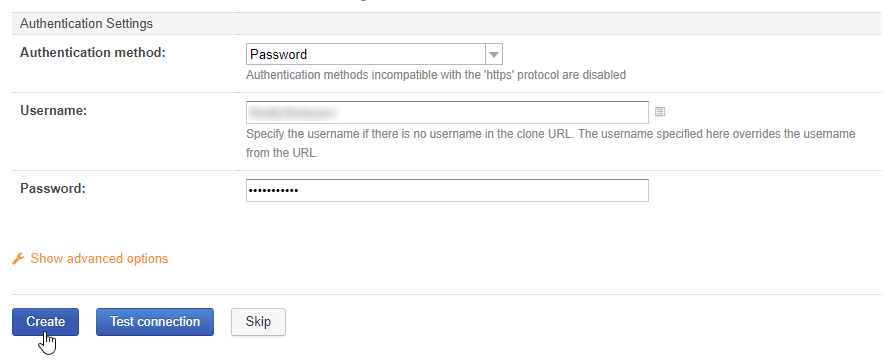 Authentication Settings
Authentication method:
Password
Authentication methods incompatible with the 'https' protocol are disabled
Username:
Specify the username if there is no username in the clone URL. The username specified here overrides the username
from the URL.
Password:
•••••••••••
Show advanced options
Create
Test connection
Skip